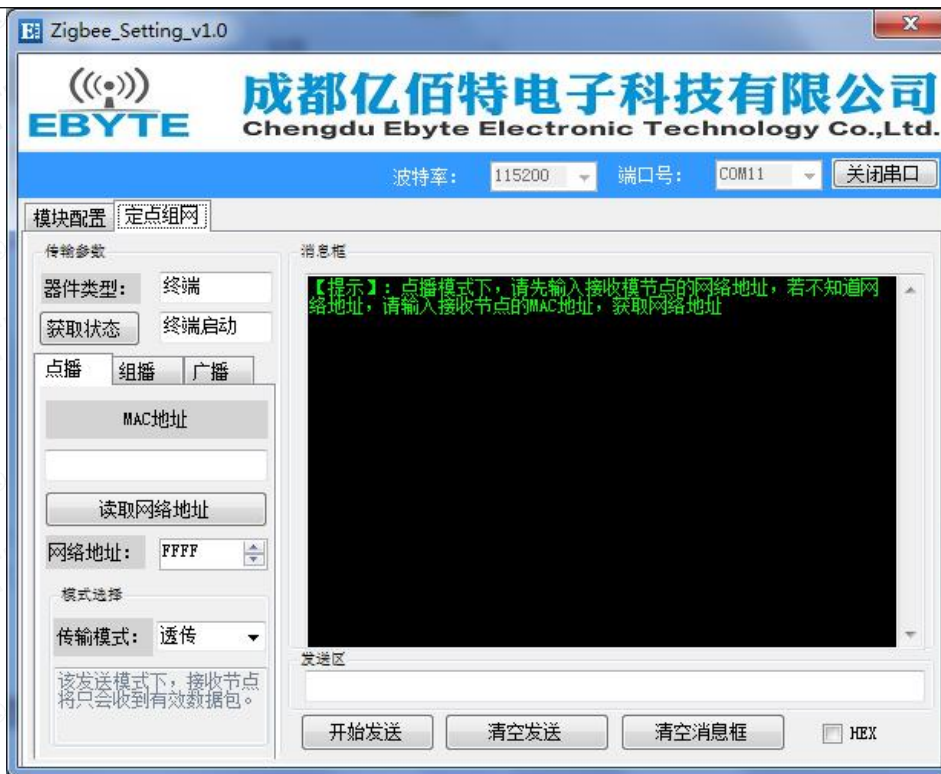 Zigbee_Setting_v1.0
EBYTE
成都亿佰特电子科技有限公司
Chengdu Ebyte Electronic Technology Co.,Ltd.
波特率： 115200 端口号： COM11 关闭串口
模块配置 定点组网
传输参数
器件类型： 终端
获取状态 终端启动
点播 组播 广播
MAC地址
读取网络地址
网络地址： FFFF
模式选择
传输模式： 透传
该发送模式下，接收节点
将只会收到有效数据包。
消息框
【提示】：点播模式下，请先输入接收模节点的网络地址，若不知道网
络地址，请输入接收节点的MAC地址，获取网络地址
发送区
开始发送 清空发送 清空消息框 HEX